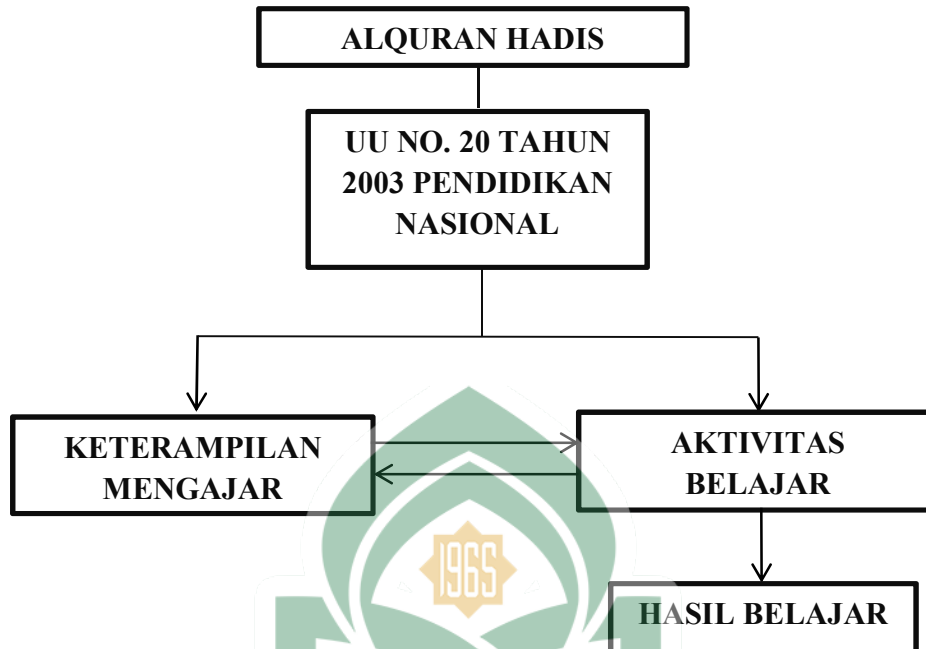 ALQURAN HADIS
UU NO. 20 TAHUN
2003 PENDIDIKAN
NASIONAL
KETERAMPILAN
MENGAJAR
AKTIVITAS
BELAJAR
1965
HASIL BELAJAR